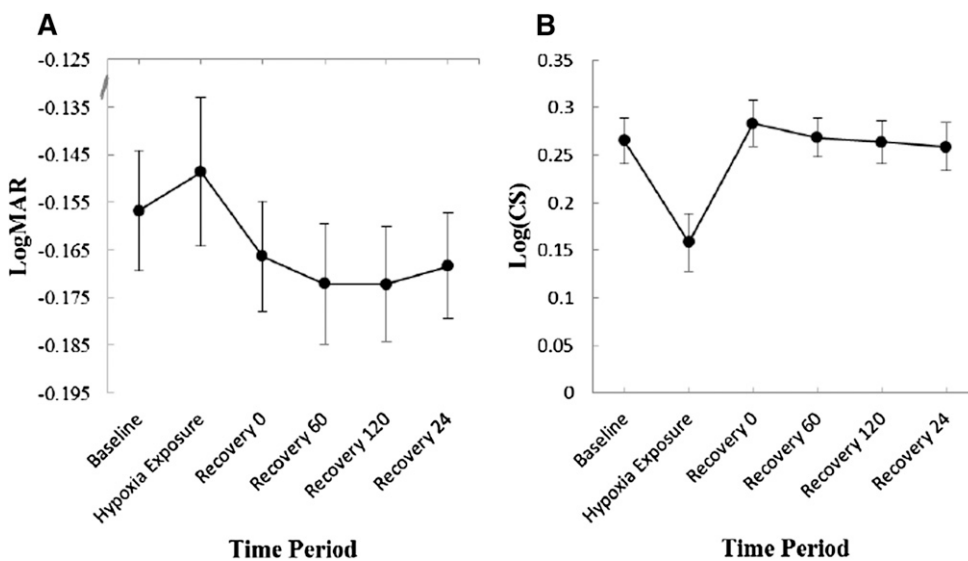 A
-0.125
-0.135
-0.145
-0.155
-0.165
-0.175
-0.185
-0.195
LogMAR
Baseline
Hypoxia Exposure
Recovery 0
Recovery 60
Recovery 120
Recovery 24
Time Period
B
0.35
0.3
0.25
0.2
0.15
0.1
0.05
0
Log(CS)
Baseline
Hypoxia Exposure
Recovery 0
Recovery 60
Recovery 120
Recovery 24
Time Period